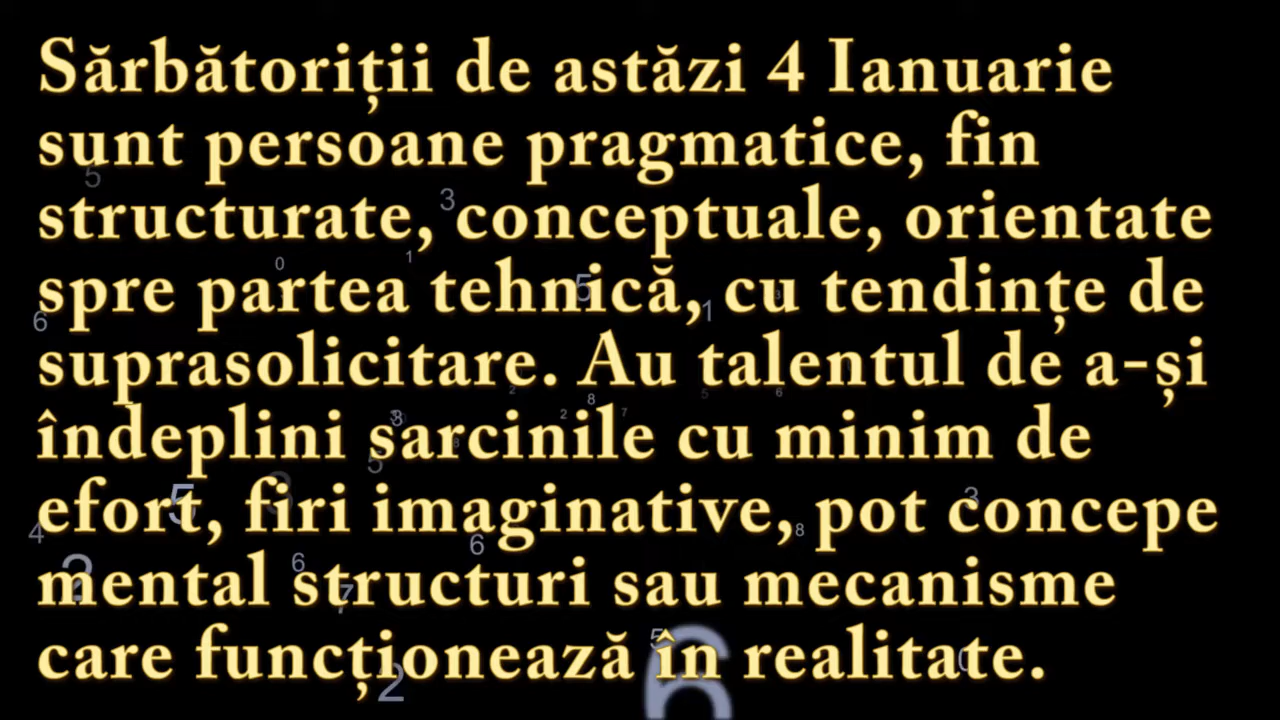 Sărbătoriții de astăzi 4 Ianuarie
sunt persoane pragmatice, fin
structurate, conceptuale, orientate
spre partea tehnică, cu tendințe de
suprasolicitare. Au talentul de a-și
îndeplini sarcinile cu minim de
efort, firi imaginative, pot concepe
mental structuri sau mecanisme
care funcționează în realitate.